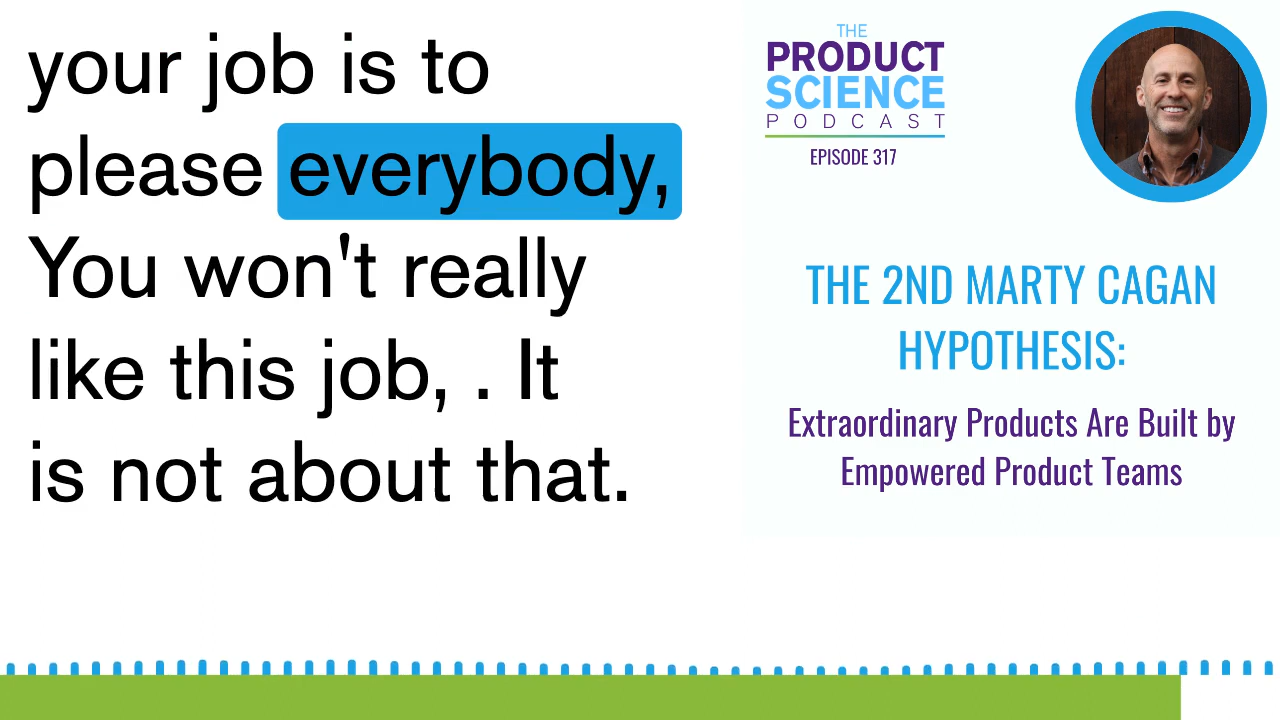 your job is to
please everybody,
You won't really
like this job, . It
is not about that.
THE
PRODUCT
SCIENCE
PODCAST
EPISODE 317
THE 2ND MARTY CAGAN
HYPOTHESIS:
Extraordinary Products Are Built by
Empowered Product Teams